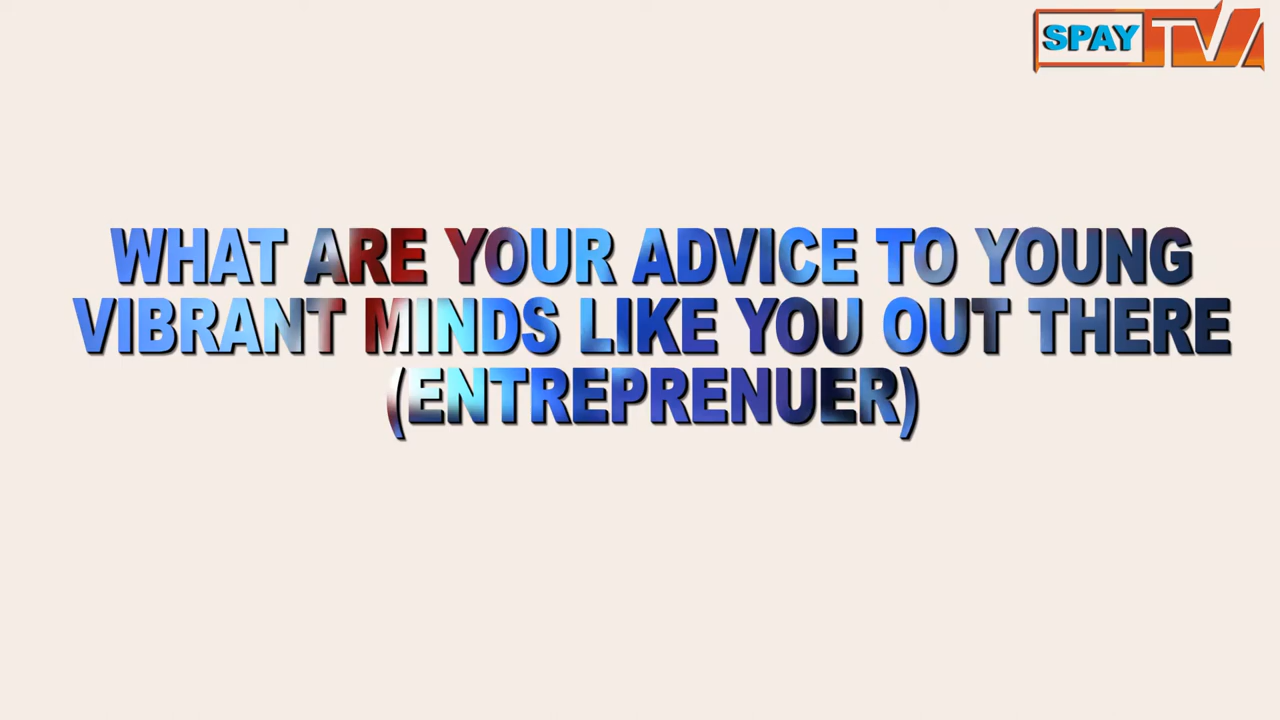 SPAY TV
WHAT ARE YOUR ADVICE TO YOUNG
VIBRANT MINDS LIKE YOU OUT THERE
(ENTREPRENUER)